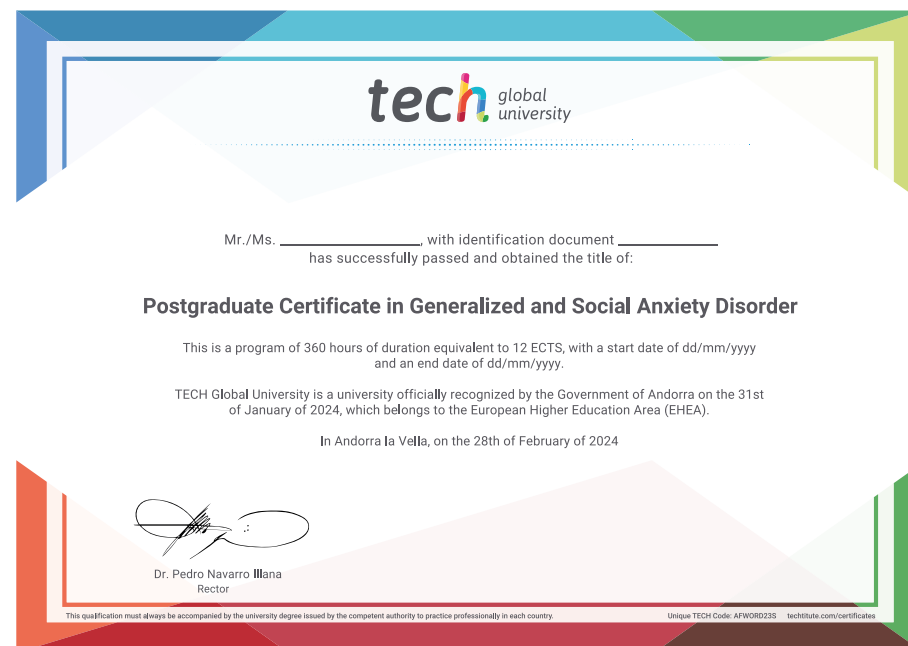 tech global university
Mr./Ms. ____________________, with identification document ______________
has successfully passed and obtained the title of:
Postgraduate Certificate in Generalized and Social Anxiety Disorder
This is a program of 360 hours of duration equivalent to 12 ECTS, with a start date of dd/mm/yyyy
and an end date of dd/mm/yyyy.
TECH Global University is a university officially recognized by the Government of Andorra on the 31st
of January of 2024, which belongs to the European Higher Education Area (EHEA).
In Andorra la Vella, on the 28th of February of 2024
Dr. Pedro Navarro Illana
Rector
This qualification must always be accompanied by the university degree issued by the competent authority to practice professionally in each country. Unique TECH Code: AFWORD23S techtitute.com/certificates